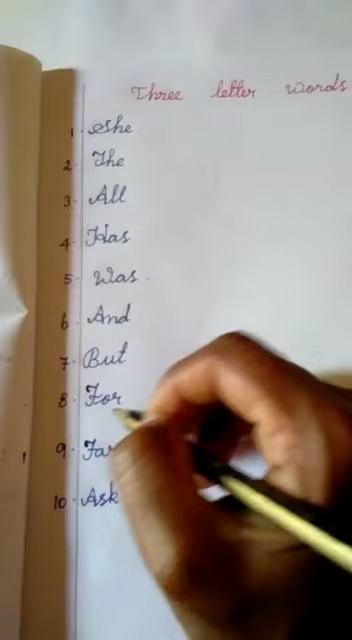 Three letter words
1. She
2. The
3. All
4. Has
5. Was.
6. And
7. But
8. For
9.
10. Ask